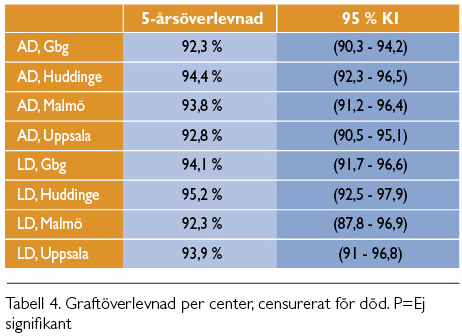 5-årsöverlevnad 95 % KI
AD, Gbg 92,3 % (90,3 - 94,2)
AD, Huddinge 94,4 % (92,3 - 96,5)
AD, Malmö 93,8 % (91,2 - 96,4)
AD, Uppsala 92,8 % (90,5 - 95,1)
LD, Gbg 94,1 % (91,7 - 96,6)
LD, Huddinge 95,2 % (92,5 - 97,9)
LD, Malmö 92,3 % (87,8 - 96,9)
LD, Uppsala 93,9 % (91 - 96,8)
Tabell 4. Graftöverlevnad per center, censurerat för död. P=Ej
signifikant